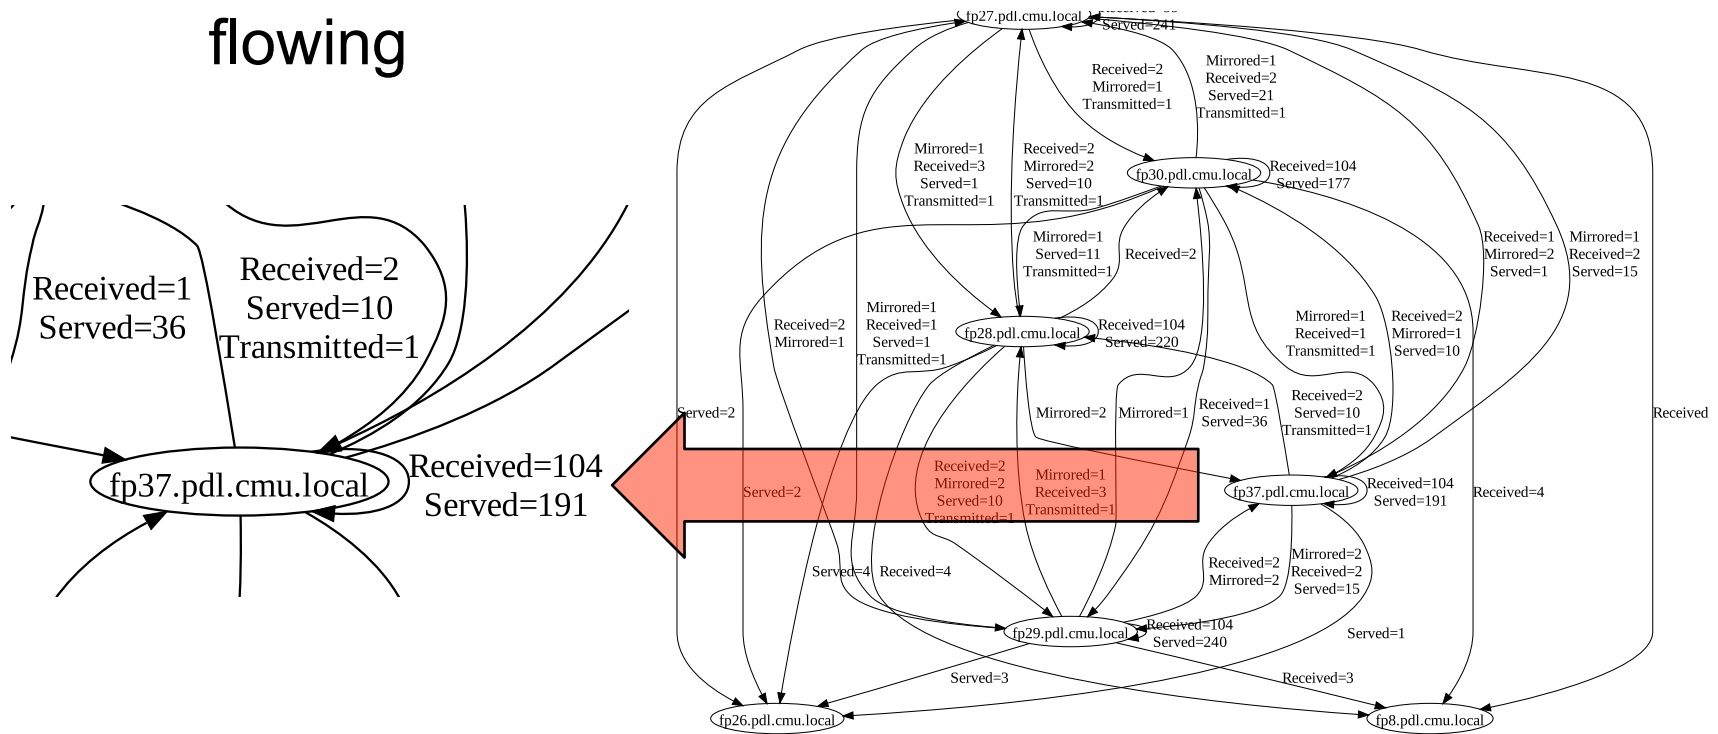 flowing
Received=1
Served=36
Received=2
Served=10
Transmitted=1
fp37.pdl.cmu.local
Received=104
Served=191
fp27.pdl.cmu.local
Served=241
Received=2
Mirrored=1
Transmitted=1
Mirrored=1
Received=2
Served=21
Transmitted=1
Mirrored=1
Received=3
Served=1
Transmitted=1
Received=2
Mirrored=2
Served=10
Transmitted=1
fp30.pdl.cmu.local
Received=104
Served=177
Mirrored=1
Served=11
Transmitted=1
Received=2
Received=1
Mirrored=2
Served=1
Mirrored=1
Received=2
Served=15
Received=2
Mirrored=1
Mirrored=1
Received=1
Served=1
Transmitted=1
fp28.pdl.cmu.local
Received=104
Served=220
Mirrored=1
Received=1
Transmitted=1
Received=2
Mirrored=1
Served=10
Served=2
Mirrored=2
Mirrored=1
Received=1
Served=36
Received=2
Served=10
Transmitted=1
Received
Served=2
Received=2
Mirrored=2
Served=10
Transmitted=1
Mirrored=1
Received=3
Transmitted=1
fp37.pdl.cmu.local
Received=104
Served=191
Received=4
Served=4
Received=4
Received=2
Mirrored=2
Mirrored=2
Received=2
Served=15
fp29.pdl.cmu.local
Received=104
Served=240
Served=1
Served=3
Received=3
fp26.pdl.cmu.local
fp8.pdl.cmu.local